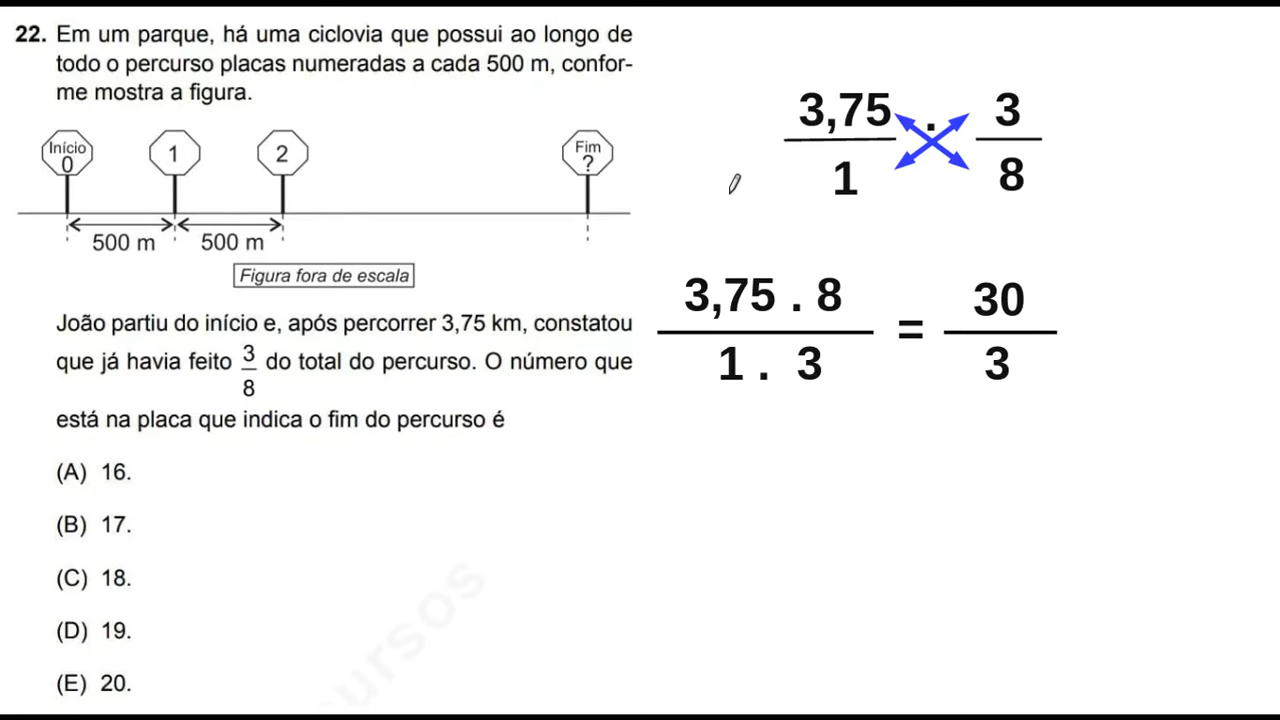 22. Em um parque, há uma ciclovia que possui ao longo de
todo o percurso placas numeradas a cada 500 m, confor-
me mostra a figura.
Início
0
1
2
Fim
?
500 m
500 m
Figura fora de escala
João partiu do início e, após percorrer 3,75 km, constatou
que já havia feito 3/8 do total do percurso. O número que
está na placa que indica o fim do percurso é
(A) 16.
(B) 17.
(C) 18.
(D) 19.
(E) 20.
3,75 . 3
1 8
3,75 . 8 = 30
1 . 3 3